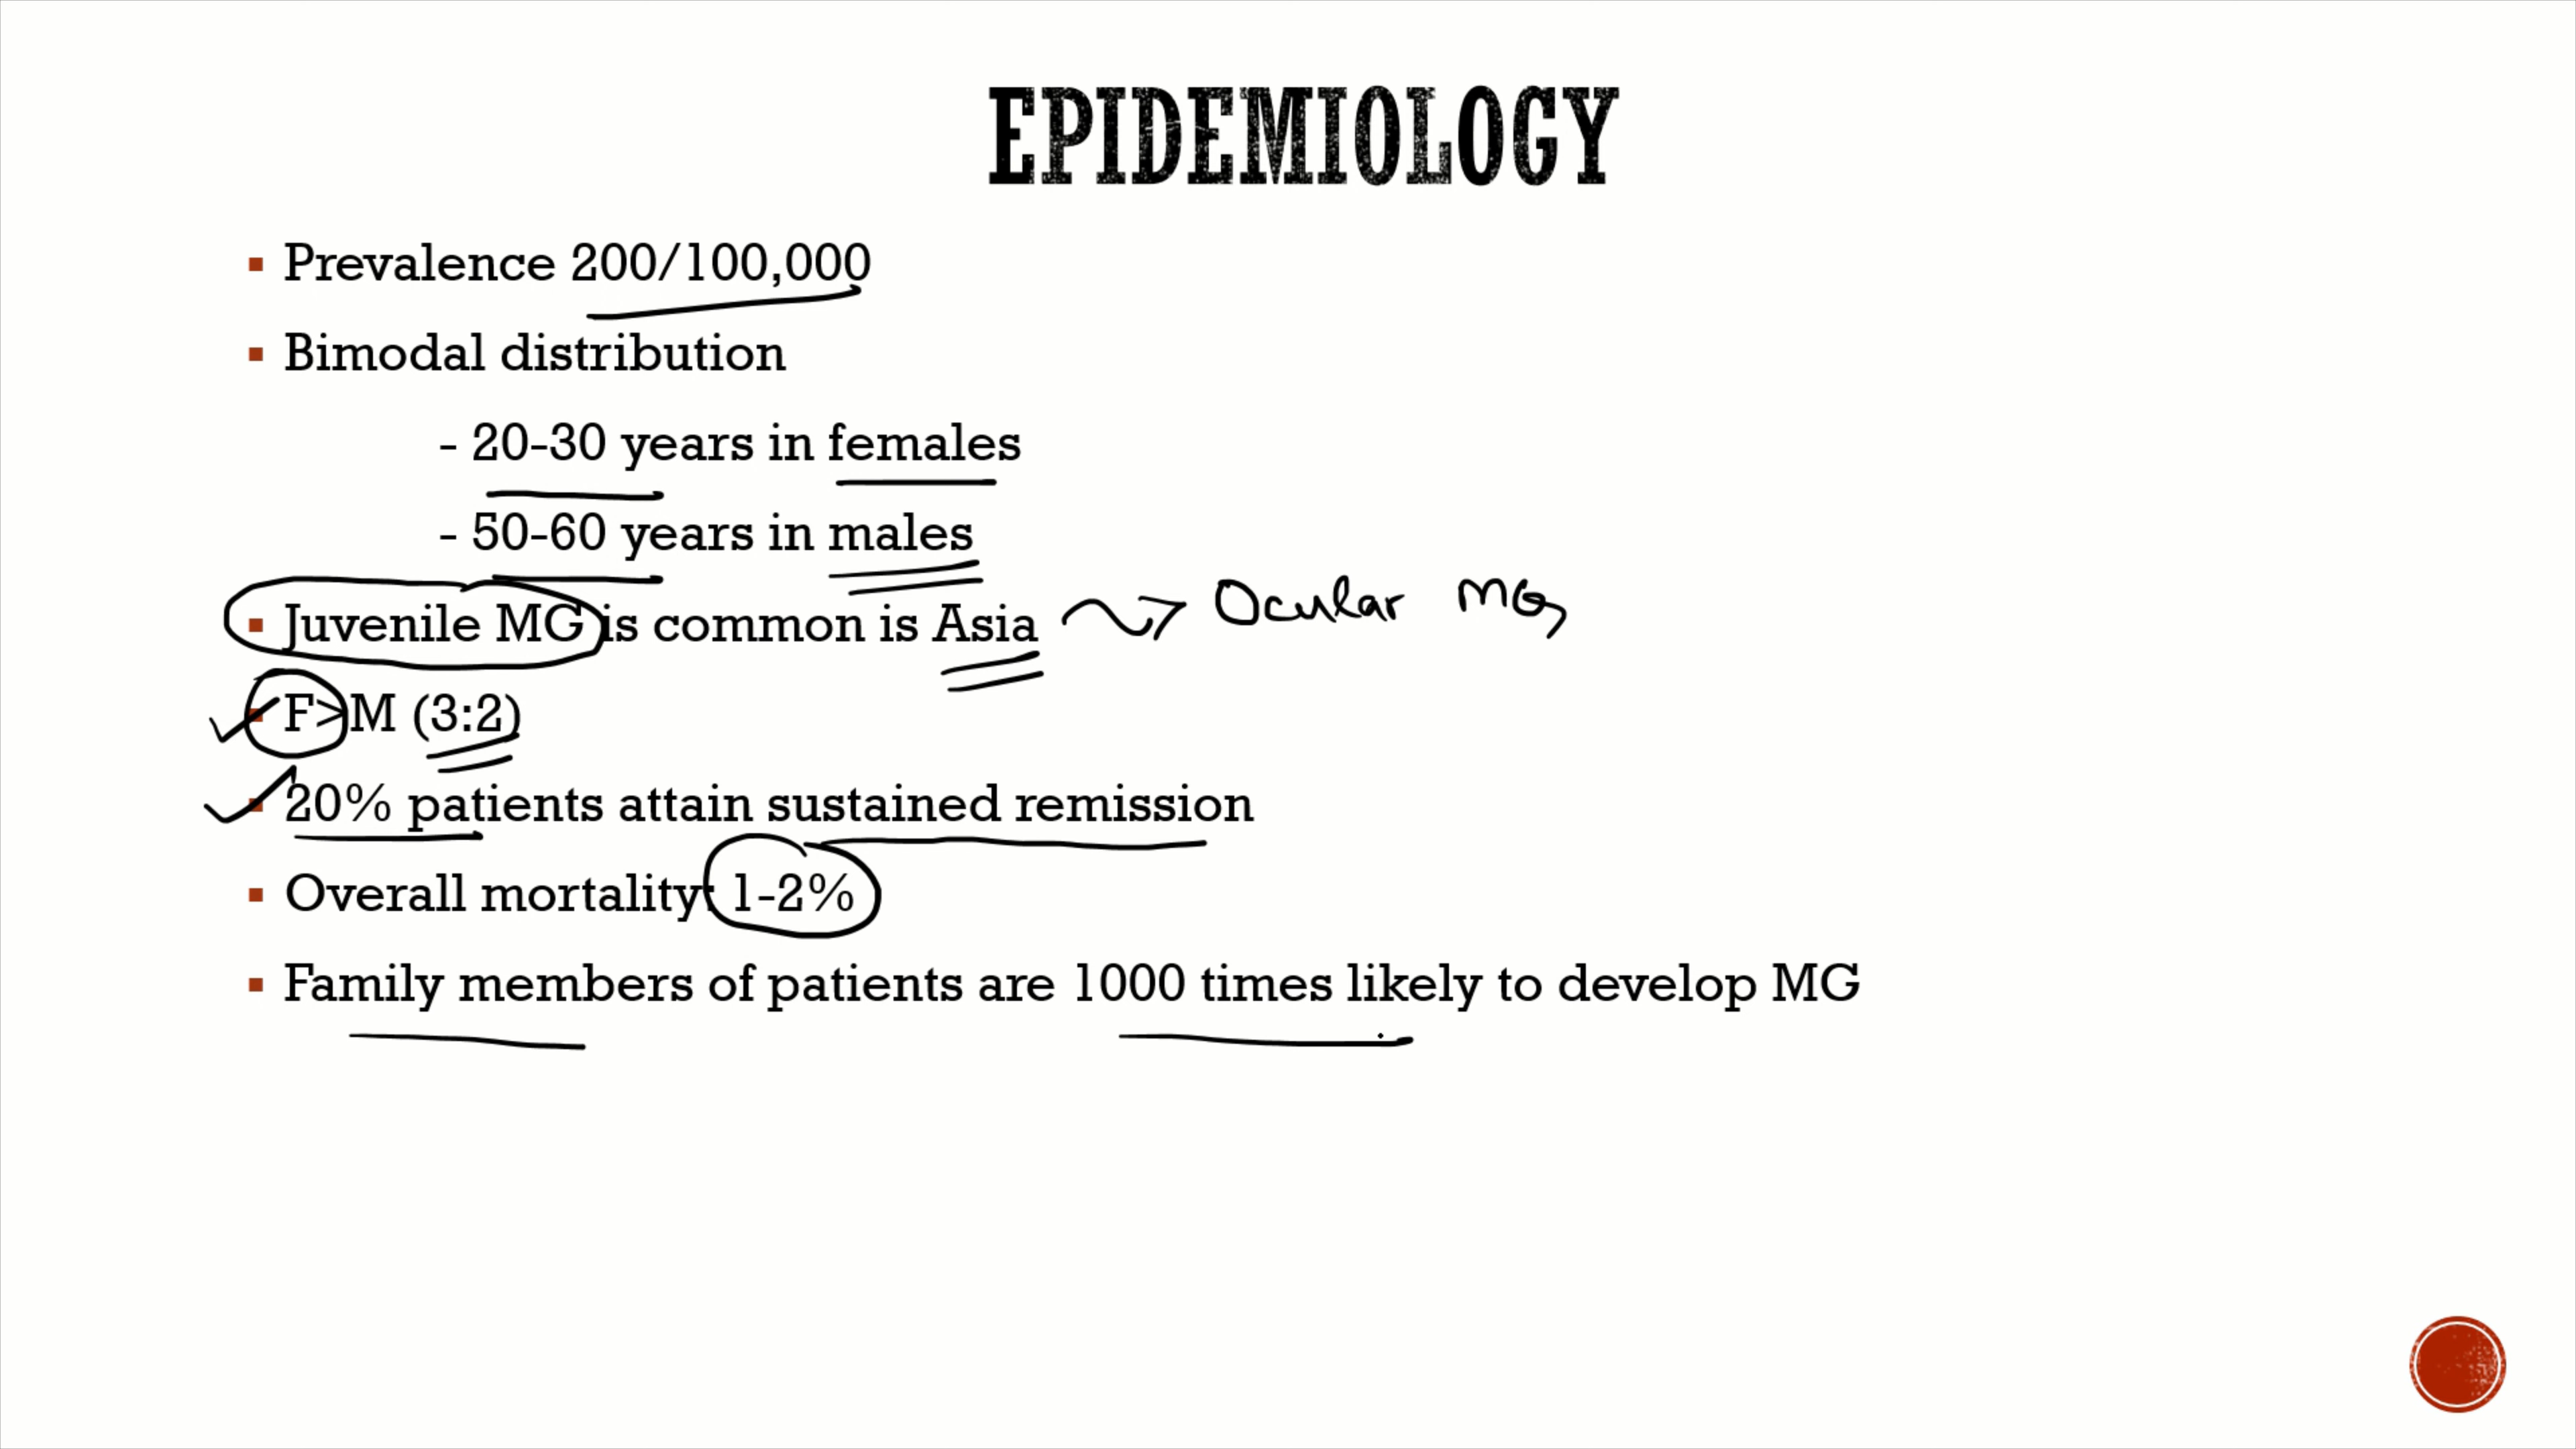 EPIDEMIOLOGY
Prevalence 200/100,000
Bimodal distribution
- 20-30 years in females
- 50-60 years in males
Juvenile MG is common is Asia Ocular MG
F>M (3:2)
20% patients attain sustained remission
Overall mortality: 1-2%
Family members of patients are 1000 times likely to develop MG